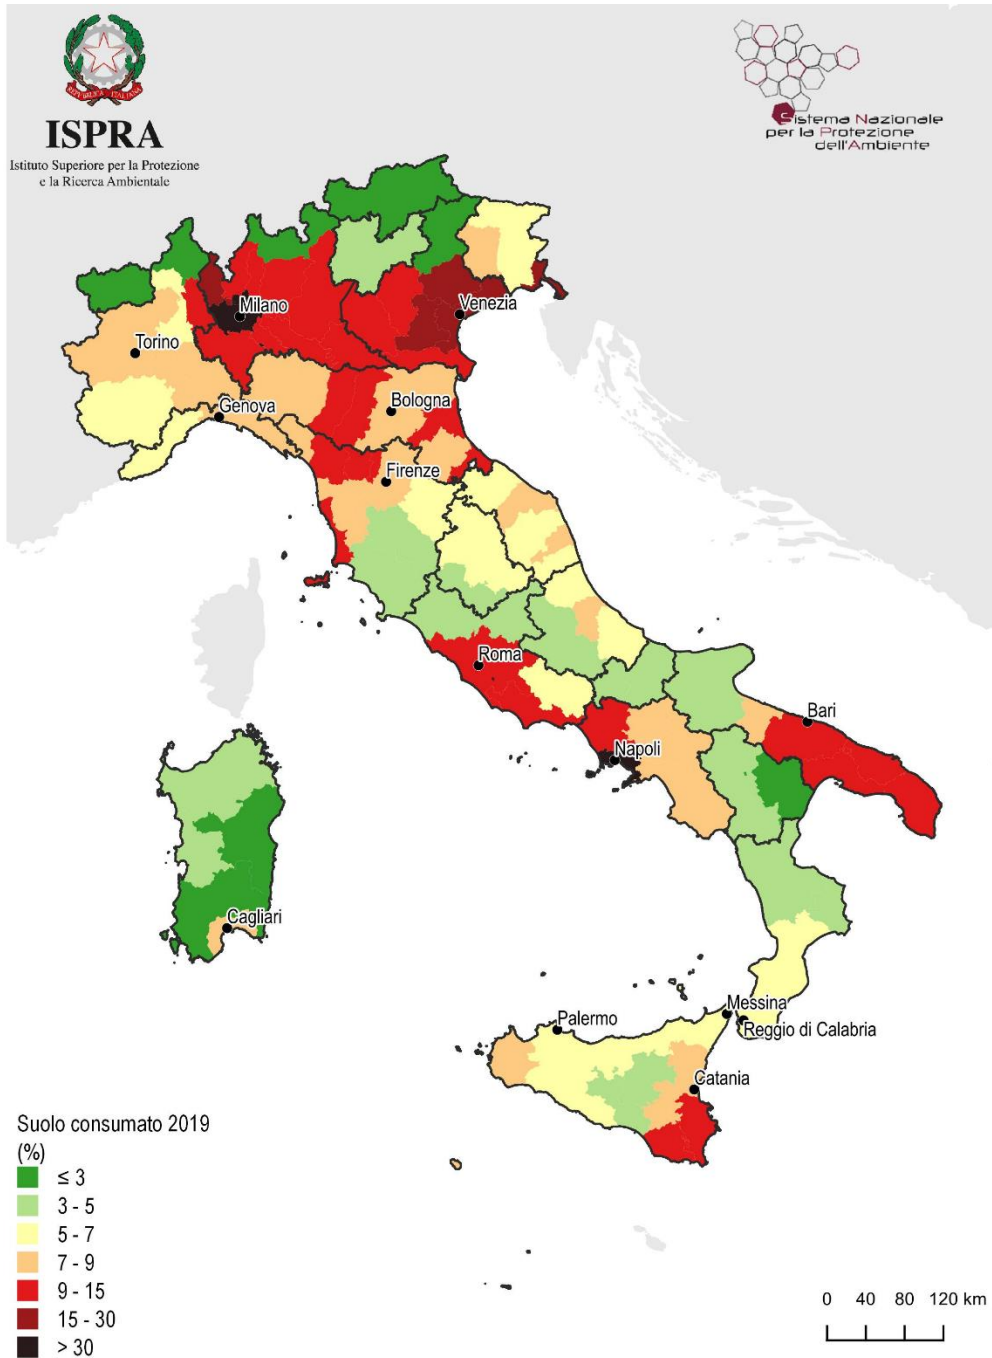 REPVBBLICA ITALIANA
ISPRA
Istituto Superiore per la Protezione
e la Ricerca Ambientale
Sistema Nazionale
per la Protezione
dell'Ambiente
Milano
Venezia
Torino
Genova
Bologna
Firenze
Roma
Bari
Napoli
Cagliari
Messina
Palermo
Reggio di Calabria
Catania
Suolo consumato 2019
(%)
≤ 3
3 - 5
5 - 7
7 - 9
9 - 15
15 - 30
> 30
0 40 80 120 km